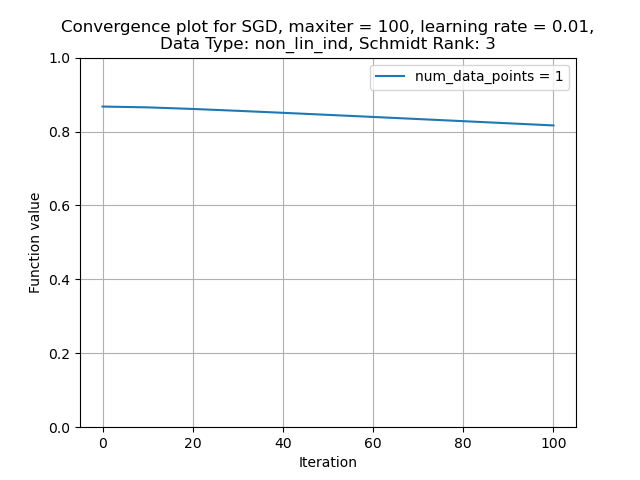 Convergence plot for SGD, maxiter = 100, learning rate = 0.01,
Data Type: non_lin_ind, Schmidt Rank: 3
num_data_points = 1
1.0
0.8
0.6
0.4
0.2
0.0
Function value
0 20 40 60 80 100
Iteration